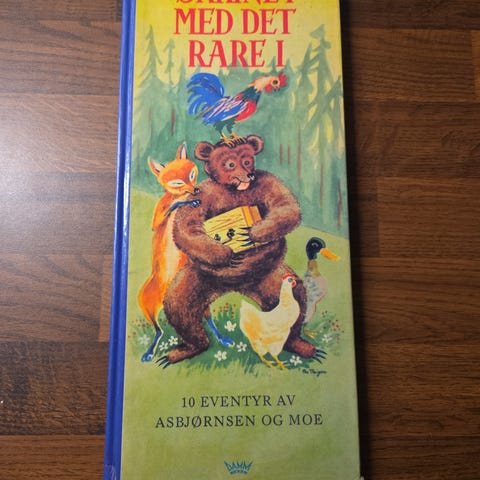 MED DET
RARE I
10 EVENTYR AV
ASBJØRNSEN OG MOE
DAMM